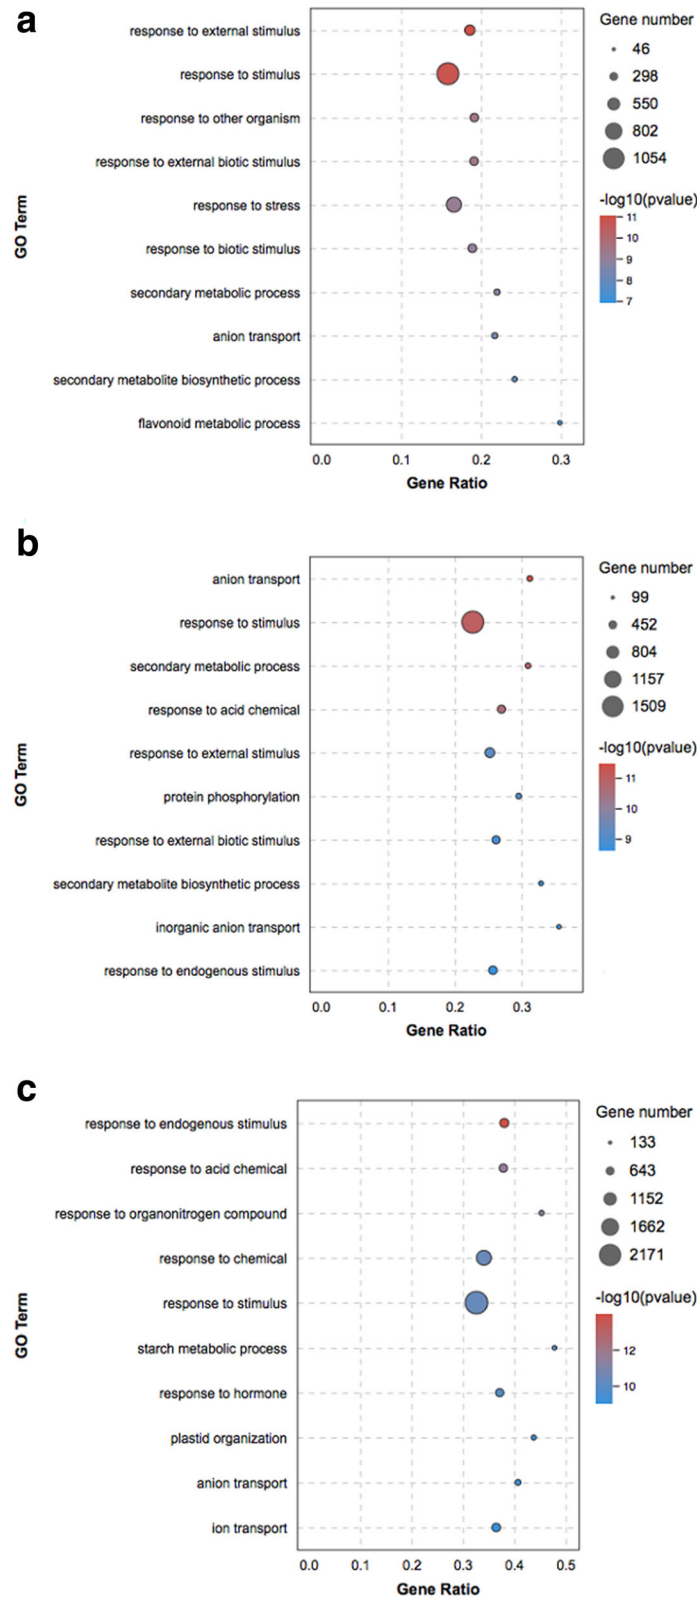 a
response to external stimulus
response to stimulus
response to other organism
response to external biotic stimulus
response to stress
response to biotic stimulus
secondary metabolic process
anion transport
secondary metabolite biosynthetic process
flavonoid metabolic process
GO Term
0.0 0.1 0.2 0.3
Gene Ratio
Gene number
46
298
550
802
1054
-log10(pvalue)
11
10
9
8
7
b
anion transport
response to stimulus
secondary metabolic process
response to acid chemical
response to external stimulus
protein phosphorylation
response to external biotic stimulus
secondary metabolite biosynthetic process
inorganic anion transport
response to endogenous stimulus
GO Term
0.0 0.1 0.2 0.3
Gene Ratio
Gene number
99
452
804
1157
1509
-log10(pvalue)
11
10
9
c
response to endogenous stimulus
response to acid chemical
response to organonitrogen compound
response to chemical
response to stimulus
starch metabolic process
response to hormone
plastid organization
anion transport
ion transport
GO Term
0.0 0.1 0.2 0.3 0.4 0.5
Gene Ratio
Gene number
133
643
1152
1662
2171
-log10(pvalue)
12
10